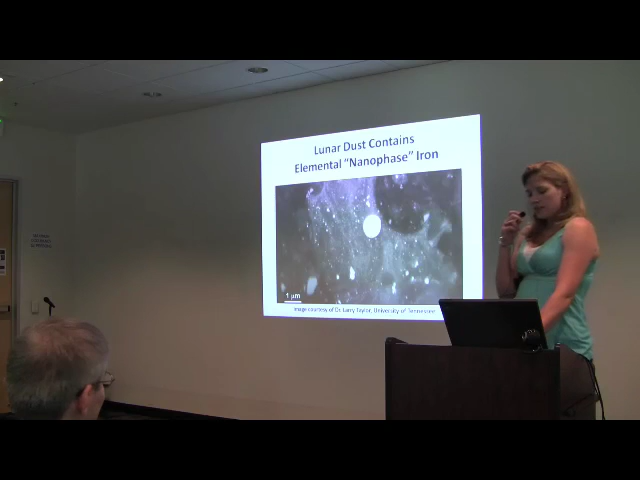 Lunar Dust Contains
Elemental “Nanophase” Iron
1 µm
Image courtesy of Dr. Larry Taylor, University of Tennessee